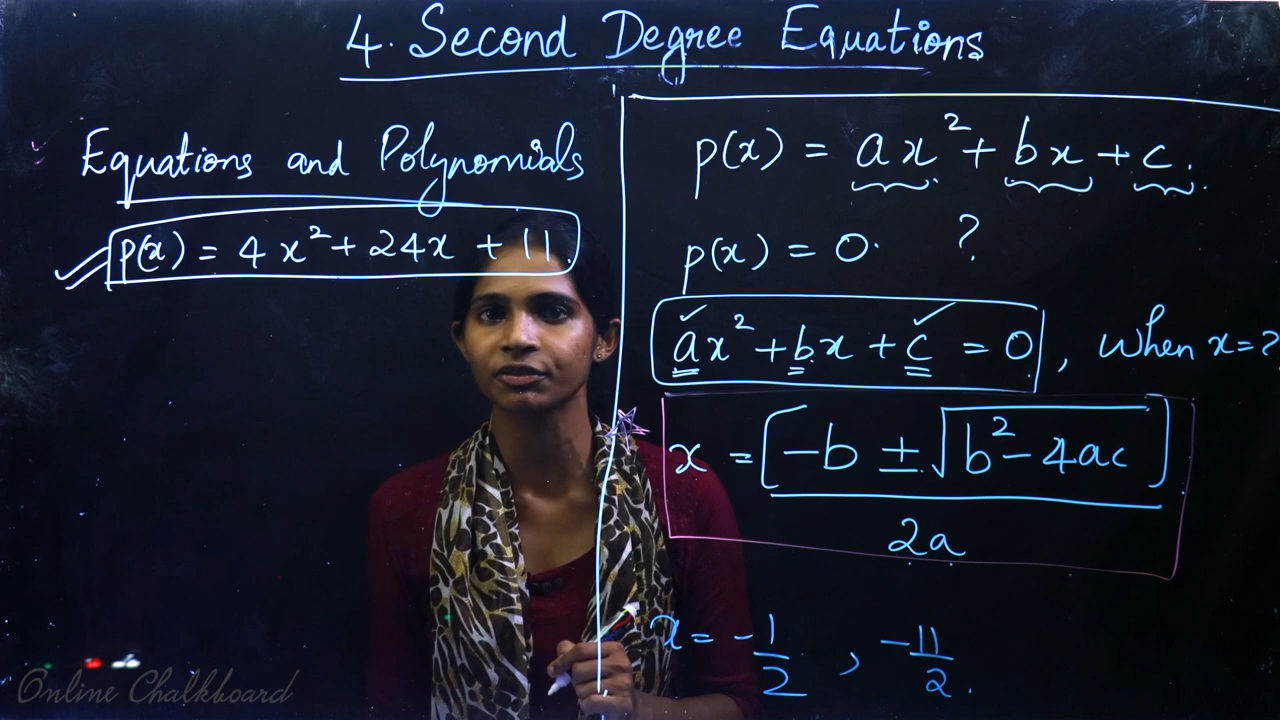 4. Second Degree Equations
Equations and Polynomials
p(x) = 4x² + 24x + 11
p(x) = ax² + bx + c.
p(x) = 0. ?
ax² + bx + c = 0, when x = ?
x = [-b ± √b² - 4ac]
2a
x = -1/2, -11/2.
Online Chalkboard